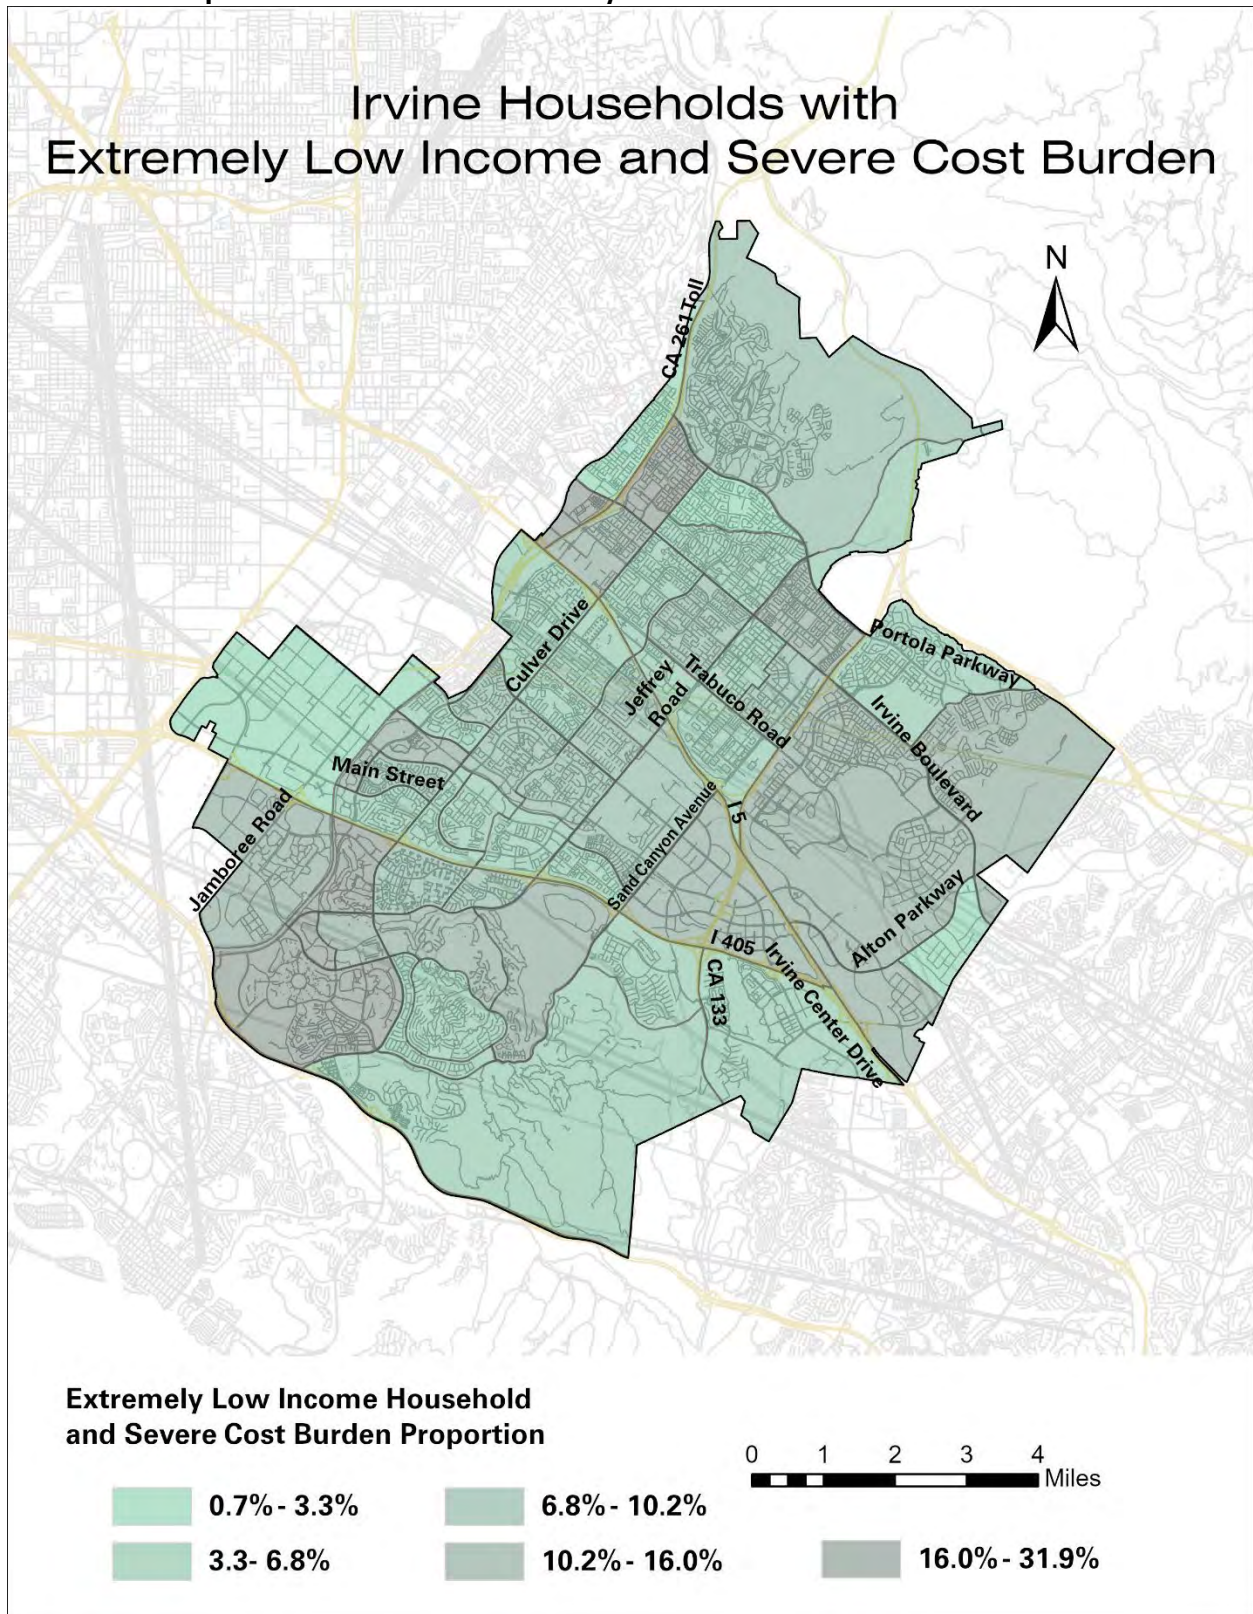 Irvine Households with
Extremely Low Income and Severe Cost Burden
N
CA 261 Toll
Portola Parkway
Culver Drive
Jeffrey
Road
Trabuco Road
Irvine Boulevard
Main Street
I 5
Sand Canyon Avenue
Jamboree Road
Alton Parkway
I 405
Irvine Center Drive
CA 133
Extremely Low Income Household
and Severe Cost Burden Proportion
0 1 2 3 4
Miles
0.7% - 3.3%
6.8% - 10.2%
3.3- 6.8%
10.2% - 16.0%
16.0% - 31.9%